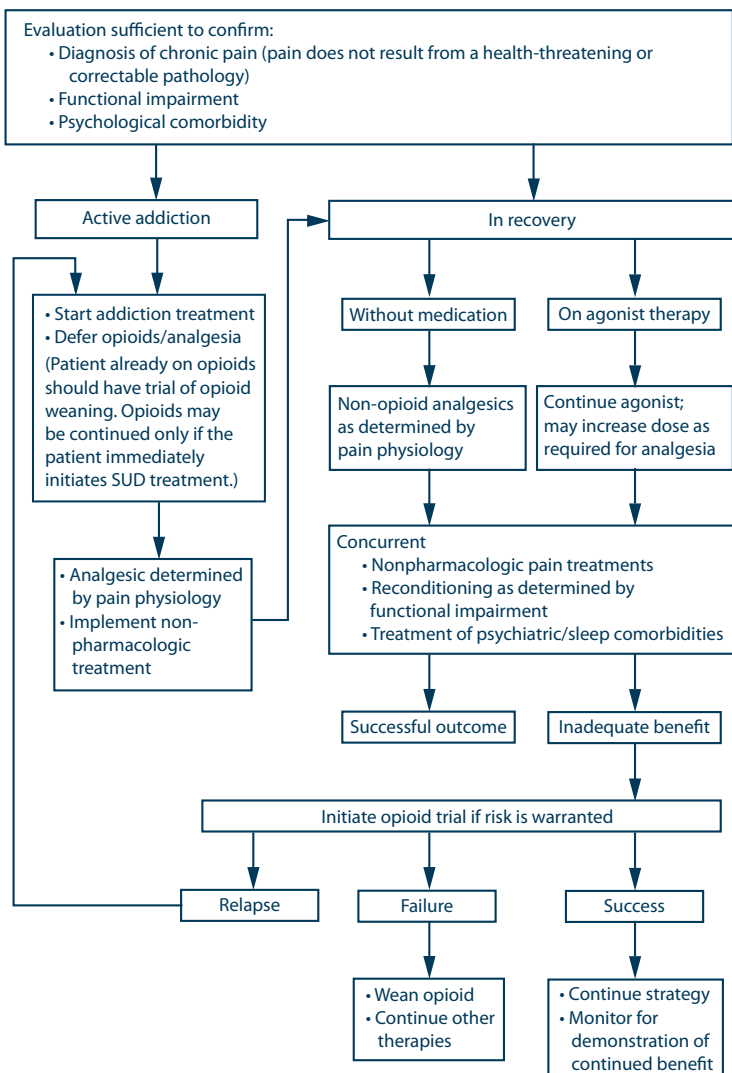 Evaluation sufficient to confirm:
• Diagnosis of chronic pain (pain does not result from a health-threatening or
correctable pathology)
• Functional impairment
• Psychological comorbidity
Active addiction
In recovery
• Start addiction treatment
• Defer opioids/analgesia
(Patient already on opioids
should have trial of opioid
weaning. Opioids may
be continued only if the
patient immediately
initiates SUD treatment.)
Without medication
On agonist therapy
Non-opioid analgesics
as determined by
pain physiology
Continue agonist;
may increase dose as
required for analgesia
• Analgesic determined
by pain physiology
• Implement non-
pharmacologic
treatment
Concurrent
• Nonpharmacologic pain treatments
• Reconditioning as determined by
functional impairment
• Treatment of psychiatric/sleep comorbidities
Successful outcome
Inadequate benefit
Initiate opioid trial if risk is warranted
Relapse
Failure
Success
• Wean opioid
• Continue other
therapies
• Continue strategy
• Monitor for
demonstration of
continued benefit